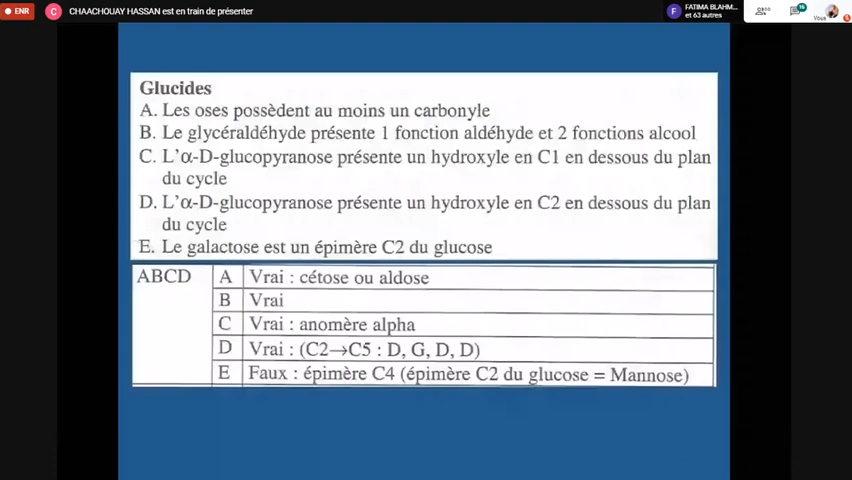 ENR
C
CHAACHOUAY HASSAN est en train de présenter
F
FATIMA BLAHM...
et 63 autres
16
Vous
Glucides
A. Les oses possèdent au moins un carbonyle
B. Le glycéraldéhyde présente 1 fonction aldéhyde et 2 fonctions alcool
C. L'α-D-glucopyranose présente un hydroxyle en C1 en dessous du plan
du cycle
D. L'α-D-glucopyranose présente un hydroxyle en C2 en dessous du plan
du cycle
E. Le galactose est un épimère C2 du glucose
ABCD A Vrai : cétose ou aldose
B Vrai
C Vrai : anomère alpha
D Vrai : (C2→C5 : D, G, D, D)
E Faux : épimère C4 (épimère C2 du glucose = Mannose)